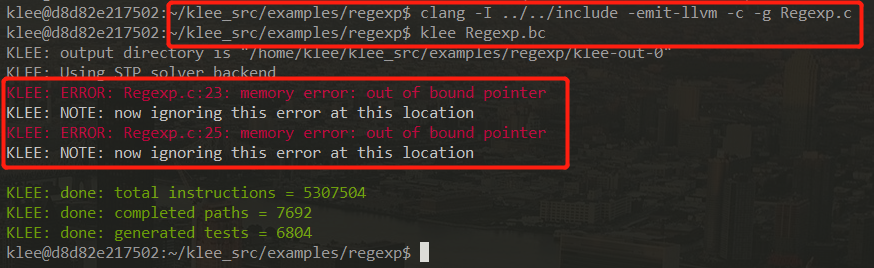 klee@d8d82e217502:~/klee_src/examples/regexp$ clang -I ../../include -emit-llvm -c -g Regexp.c
klee@d8d82e217502:~/klee_src/examples/regexp$ klee Regexp.bc
KLEE: output directory is "/home/klee/klee_src/examples/regexp/klee-out-0"
KLEE: Using STP solver backend
KLEE: ERROR: Regexp.c:23: memory error: out of bound pointer
KLEE: NOTE: now ignoring this error at this location
KLEE: ERROR: Regexp.c:25: memory error: out of bound pointer
KLEE: NOTE: now ignoring this error at this location
KLEE: done: total instructions = 5307504
KLEE: done: completed paths = 7692
KLEE: done: generated tests = 6804
klee@d8d82e217502:~/klee_src/examples/regexp$